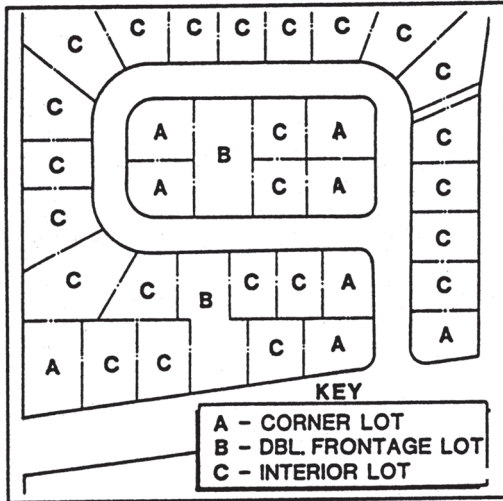 C C C C C C C
C C
A B C A C
C
A C A C
C
C
C C B C C A C
A C C C A A
KEY
A - CORNER LOT
B - DBL. FRONTAGE LOT
C - INTERIOR LOT